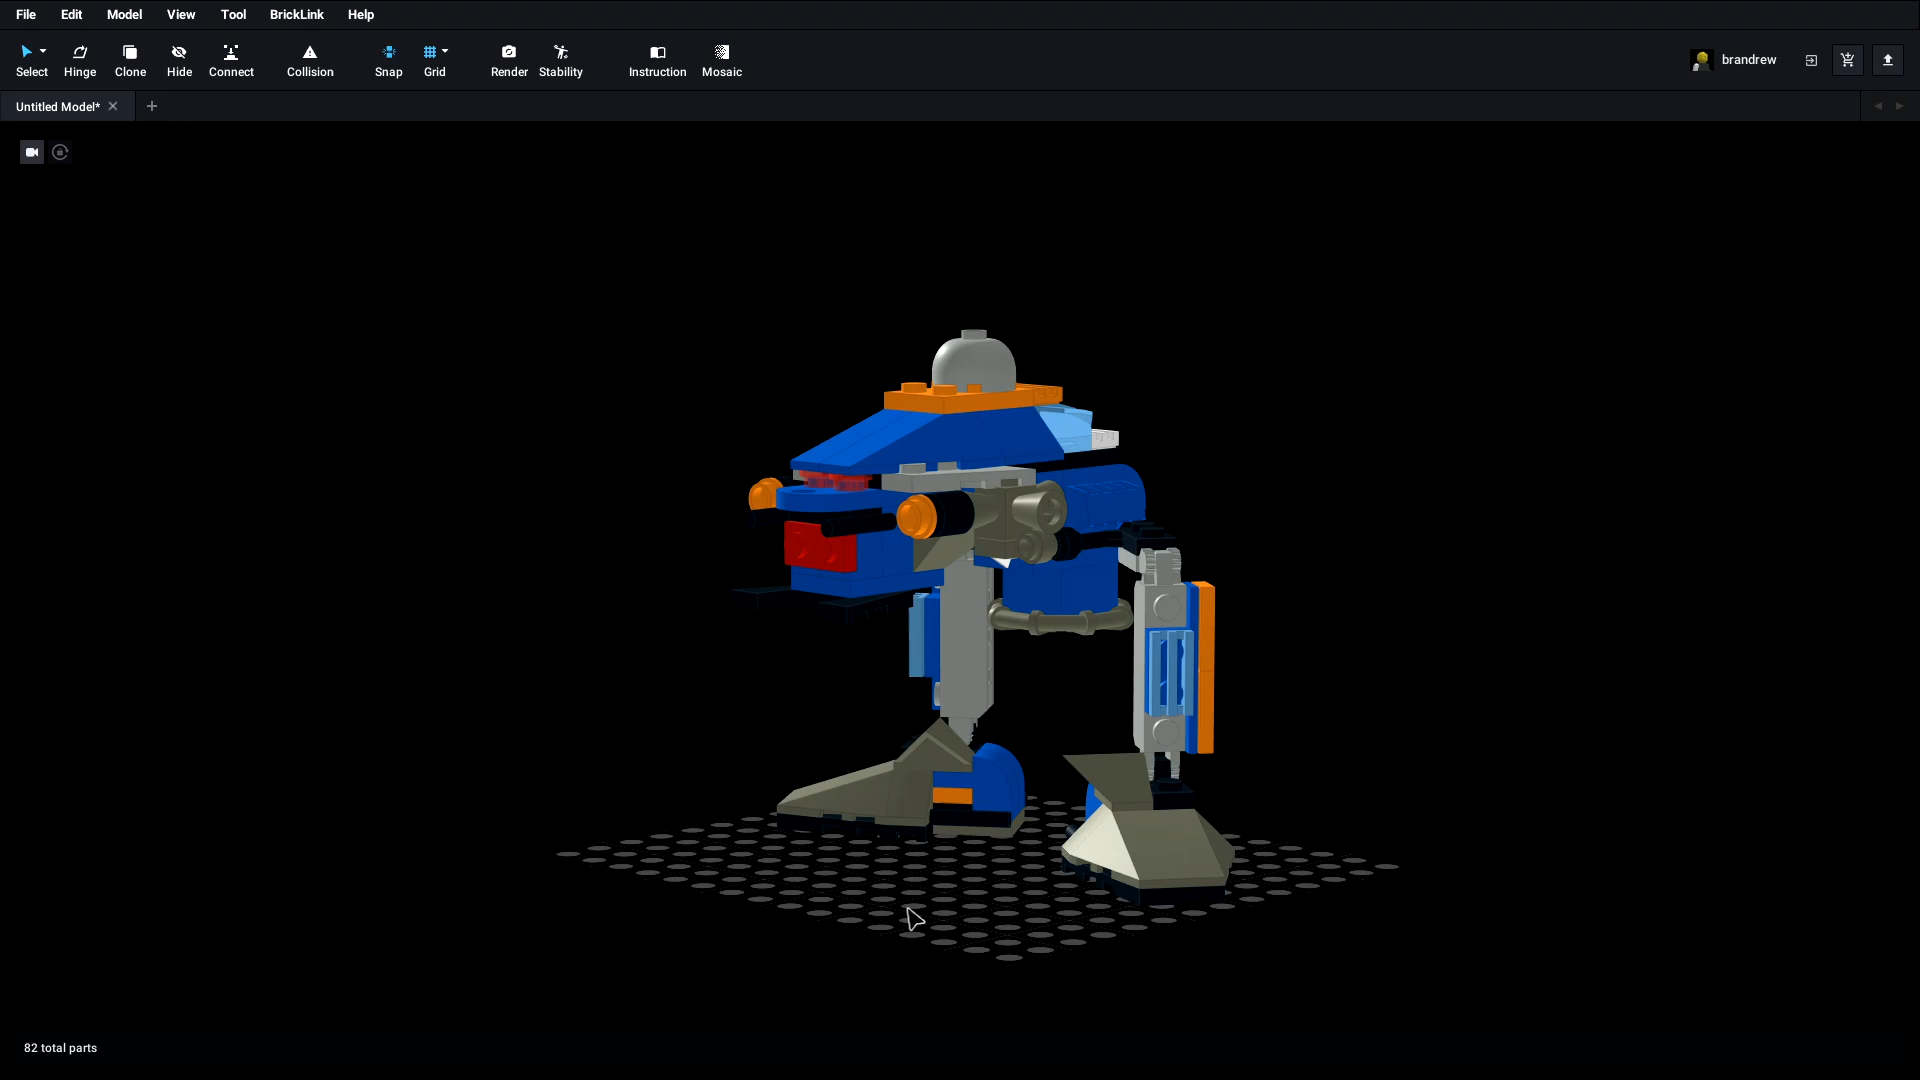 File Edit Model View Tool BrickLink Help
Select Hinge Clone Hide Connect Collision Snap Grid Render Stability Instruction Mosaic
brandrew
Untitled Model*
82 total parts